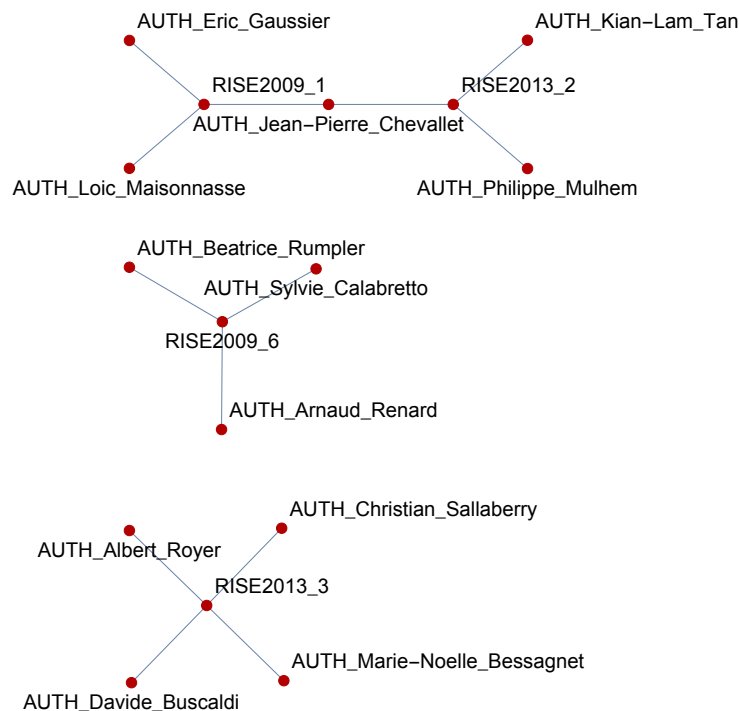 AUTH_Eric_Gaussier
AUTH_Kian−Lam_Tan
RISE2009_1
RISE2013_2
AUTH_Jean−Pierre_Chevallet
AUTH_Loic_Maisonnasse
AUTH_Philippe_Mulhem
AUTH_Beatrice_Rumpler
AUTH_Sylvie_Calabretto
RISE2009_6
AUTH_Arnaud_Renard
AUTH_Christian_Sallaberry
AUTH_Albert_Royer
RISE2013_3
AUTH_Marie−Noelle_Bessagnet
AUTH_Davide_Buscaldi